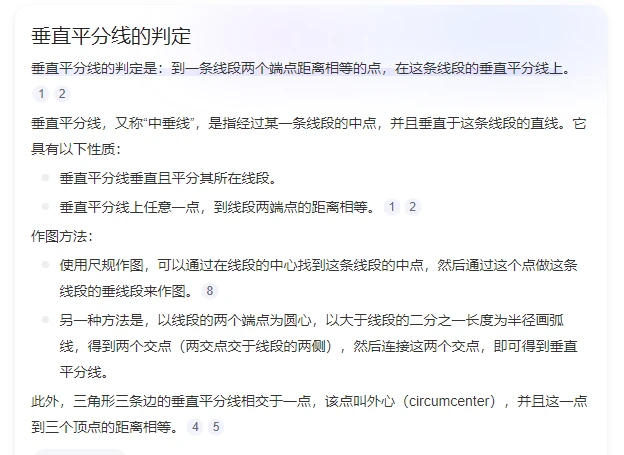 垂直平分线的判定
垂直平分线的判定是：到一条线段两个端点距离相等的点，在这条线段的垂直平分线上。
1 2
垂直平分线，又称“中垂线”，是指经过某一条线段的中点，并且垂直于这条线段的直线。它
具有以下性质：
垂直平分线垂直且平分其所在线段。
垂直平分线上任意一点，到线段两端点的距离相等。 1 2
作图方法：
使用尺规作图，可以通过在线段的中心找到这条线段的中点，然后通过这个点做这条
线段的垂线段来作图。 8
另一种方法是，以线段的两个端点为圆心，以大于线段的二分之一长度为半径画弧
线，得到两个交点（两交点交于线段的两侧），然后连接这两个交点，即可得到垂直
平分线。
此外，三角形三条边的垂直平分线相交于一点，该点叫外心（circumcenter），并且这一点
到三个顶点的距离相等。 4 5